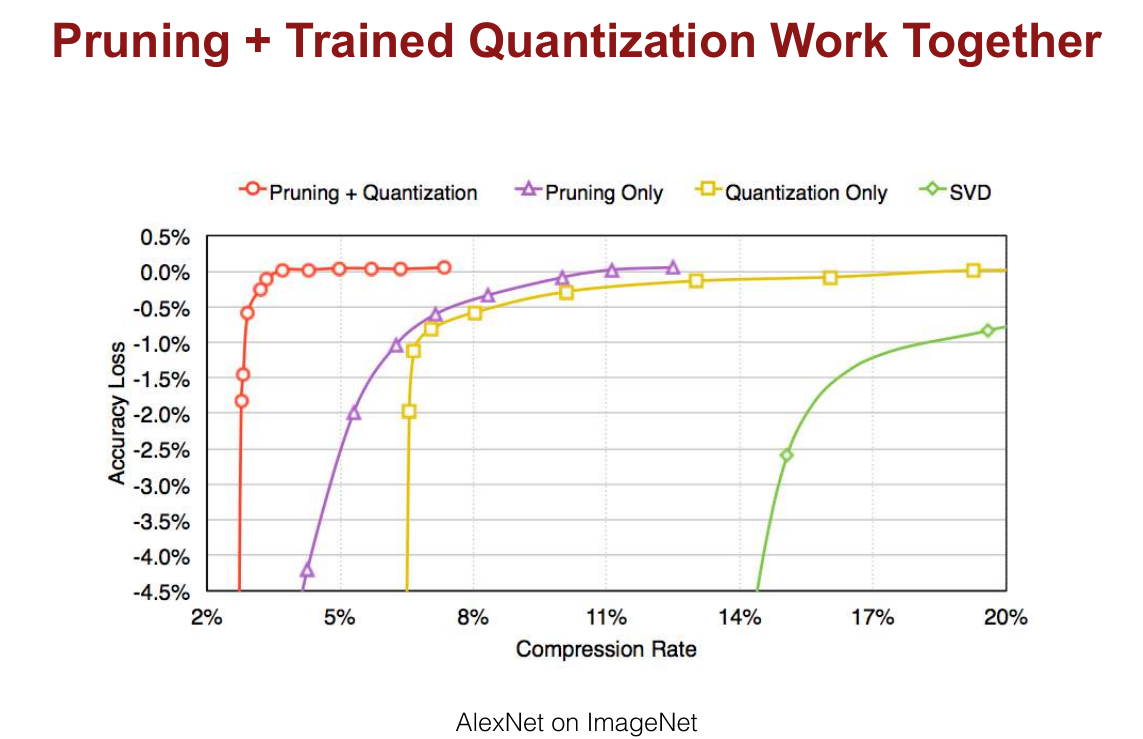 Pruning + Trained Quantization Work Together
Pruning + Quantization Pruning Only Quantization Only SVD
0.5%
0.0%
-0.5%
-1.0%
-1.5%
-2.0%
-2.5%
-3.0%
-3.5%
-4.0%
-4.5%
Accuracy Loss
2% 5% 8% 11% 14% 17% 20%
Compression Rate
AlexNet on ImageNet